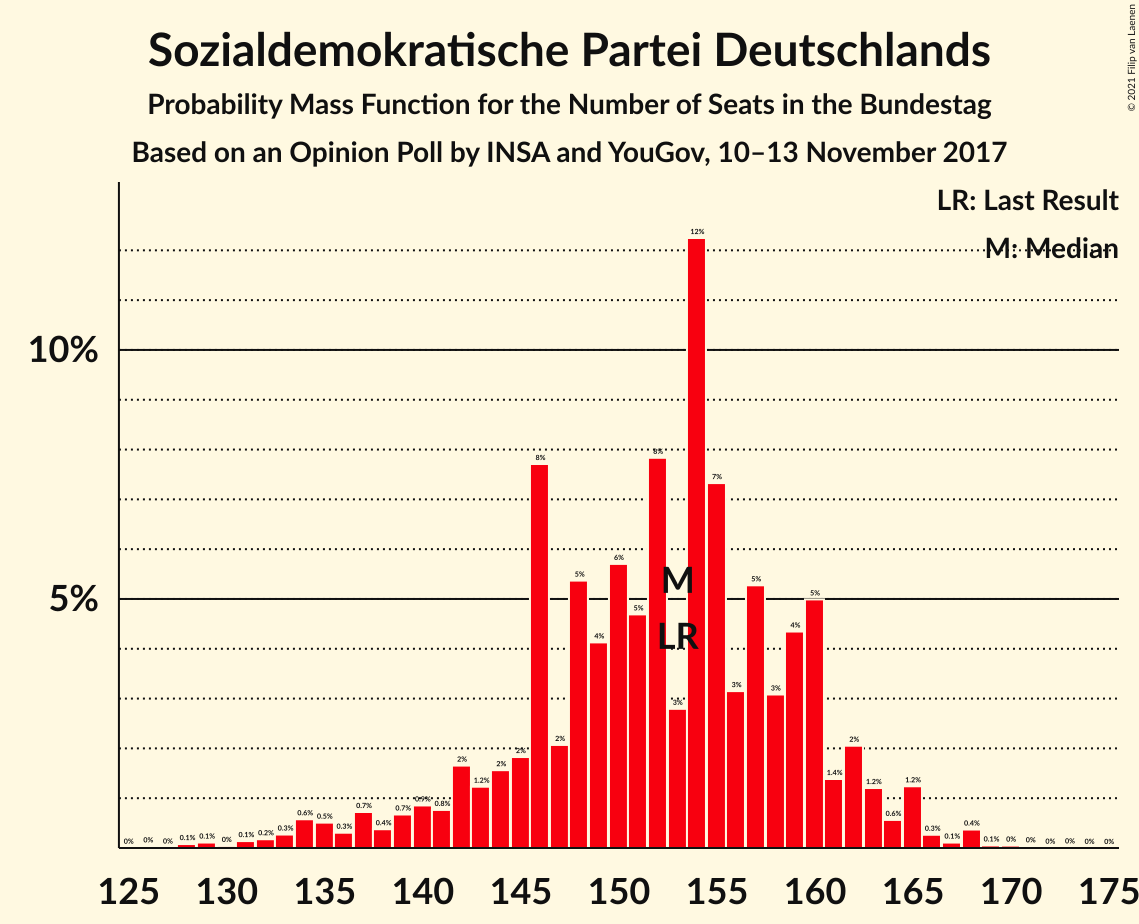 Sozialdemokratische Partei Deutschlands
Probability Mass Function for the Number of Seats in the Bundestag
Based on an Opinion Poll by INSA and YouGov, 10–13 November 2017
© 2021 Filip van Laenen
LR: Last Result
M: Median
10%
5%
0% 0% 0% 0.1% 0.1% 0% 0.1% 0.2% 0.3% 0.6% 0.5% 0.3% 0.7% 0.4% 0.7% 0.9% 0.8% 2% 1.2% 2% 2% 8% 2% 5% 4% 6% 5% 8% 3% 12% 7% 3% 5% 3% 4% 5% 1.4% 2% 1.2% 0.6% 1.2% 0.3% 0.1% 0.4% 0.1% 0% 0% 0% 0% 0% 0%
M
LR
125 130 135 140 145 150 155 160 165 170 175